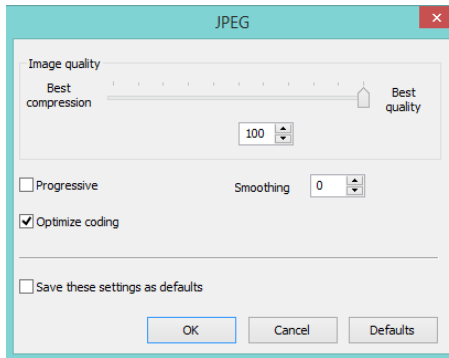 JPEG
Image quality
Best
compression
Best
quality
100
Progressive
Smoothing
0
Optimize coding
Save these settings as defaults
OK
Cancel
Defaults